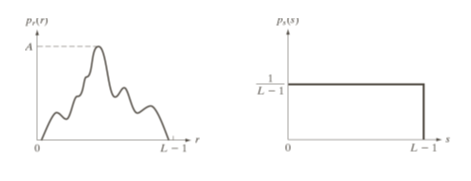 p_r(r)
A
0
L − 1
r
p_s(s)
1
L − 1
0
L − 1
s